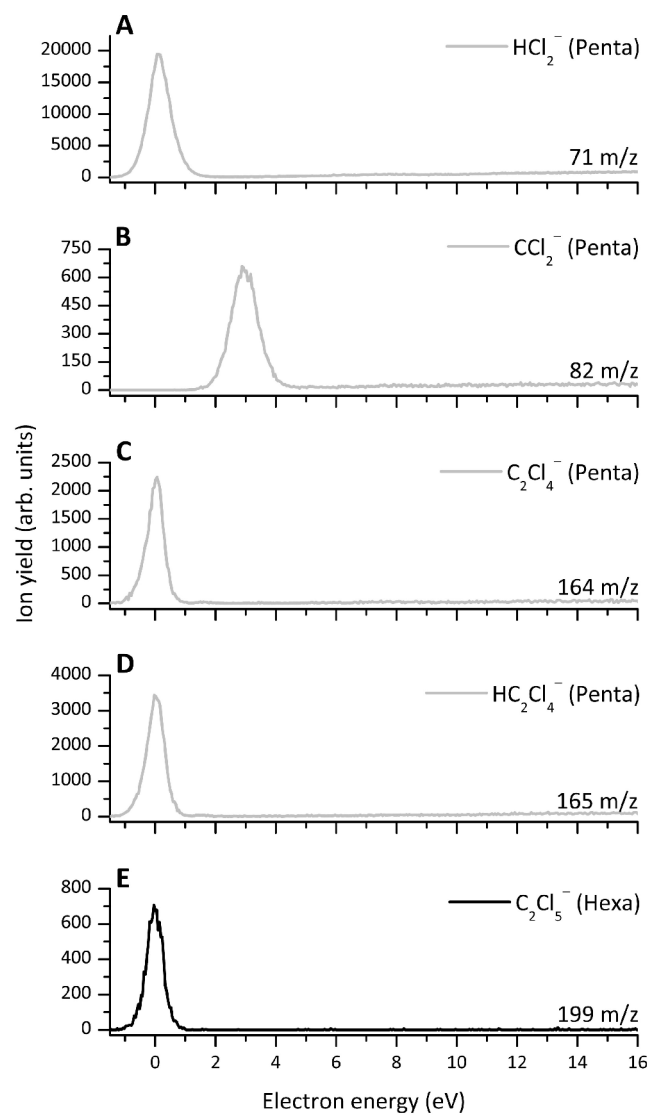 A
HCl₂⁻ (Penta)
20000
15000
10000
5000
0
71 m/z
B
CCl₂⁻ (Penta)
750
600
450
300
150
0
82 m/z
C
C₂Cl₄⁻ (Penta)
2500
2000
1500
1000
500
0
164 m/z
D
HC₂Cl₄⁻ (Penta)
4000
3000
2000
1000
0
165 m/z
E
C₂Cl₅⁻ (Hexa)
800
600
400
200
0
199 m/z
0 2 4 6 8 10 12 14 16
Electron energy (eV)
Ion yield (arb. units)